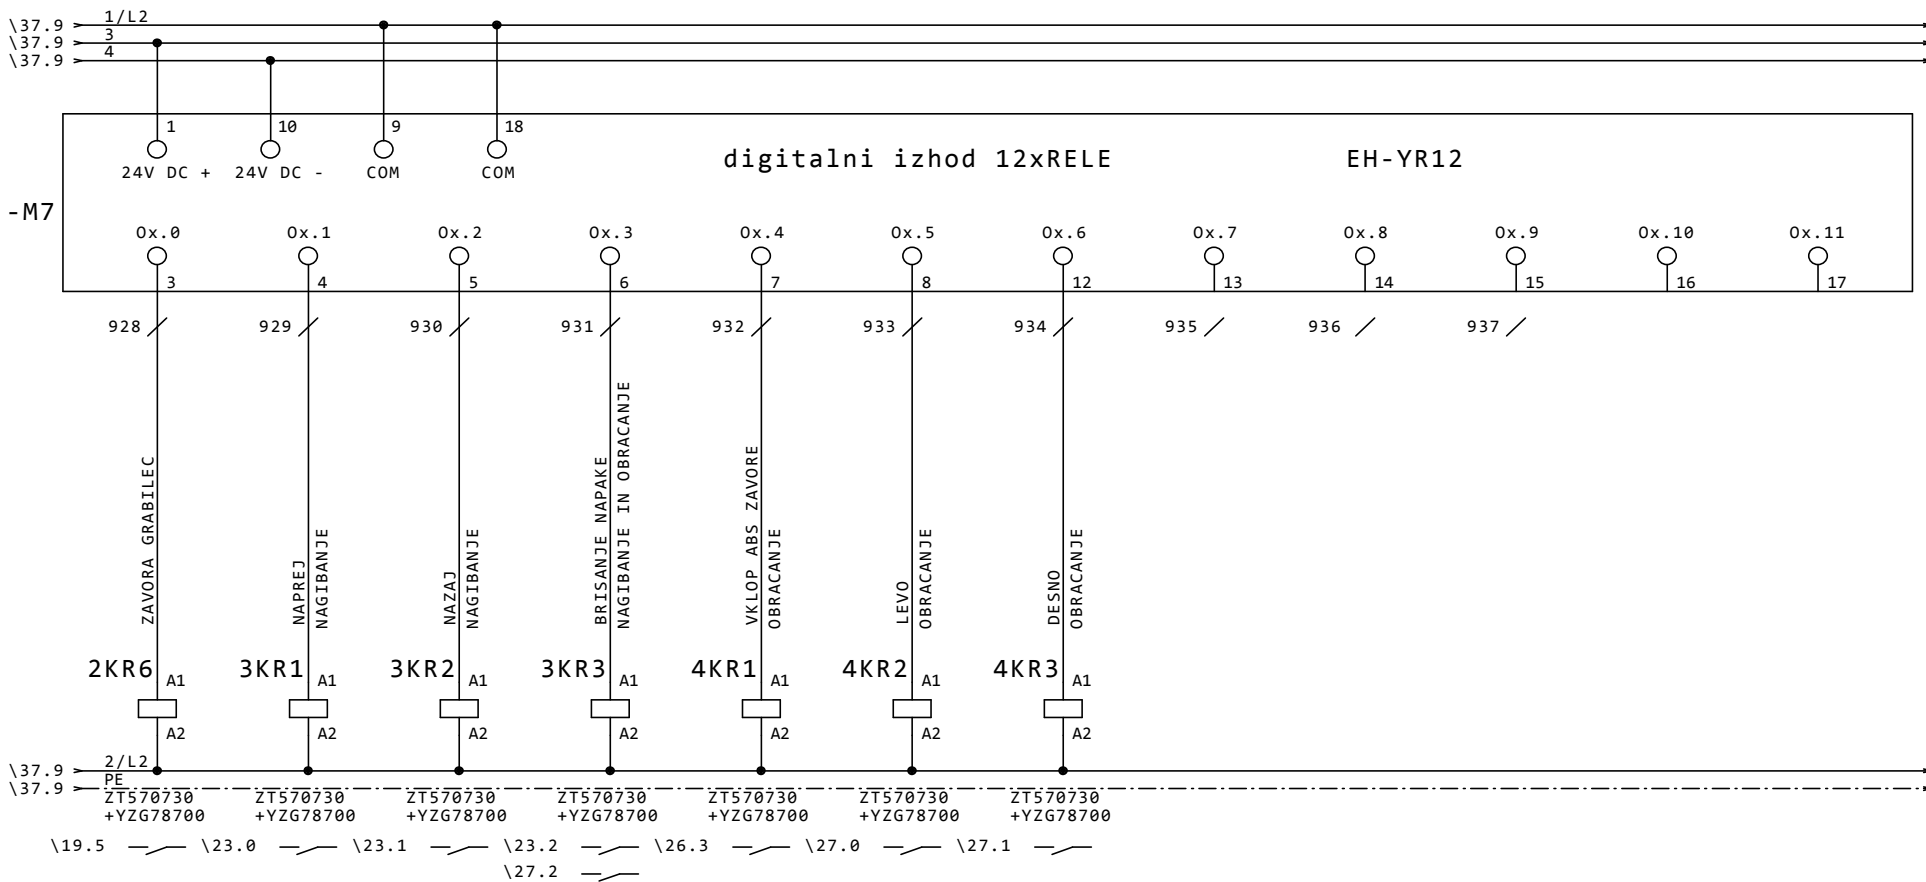 \37.9 1/L2
\37.9 3
\37.9 4
1 10 9 18
24V DC + 24V DC - COM COM
digitalni izhod 12xRELE EH-YR12
-M7
Ox.0 Ox.1 Ox.2 Ox.3 Ox.4 Ox.5 Ox.6 Ox.7 Ox.8 Ox.9 Ox.10 Ox.11
3 4 5 6 7 8 12 13 14 15 16 17
928 929 930 931 932 933 934 935 936 937
ZAVORA GRABILEC
NAPREJ
NAGIBANJE
NAZAJ
NAGIBANJE
BRISANJE NAPAKE
NAGIBANJE IN OBRACANJE
VKLOP ABS ZAVORE
OBRACANJE
LEVO
OBRACANJE
DESNO
OBRACANJE
2KR6 3KR1 3KR2 3KR3 4KR1 4KR2 4KR3
A1 A1 A1 A1 A1 A1 A1
A2 A2 A2 A2 A2 A2 A2
\37.9 2/L2
\37.9 PE
ZT570730 ZT570730 ZT570730 ZT570730 ZT570730 ZT570730 ZT570730
+YZG78700 +YZG78700 +YZG78700 +YZG78700 +YZG78700 +YZG78700 +YZG78700
\19.5 \23.0 \23.1 \23.2 \26.3 \27.0 \27.1
\27.2